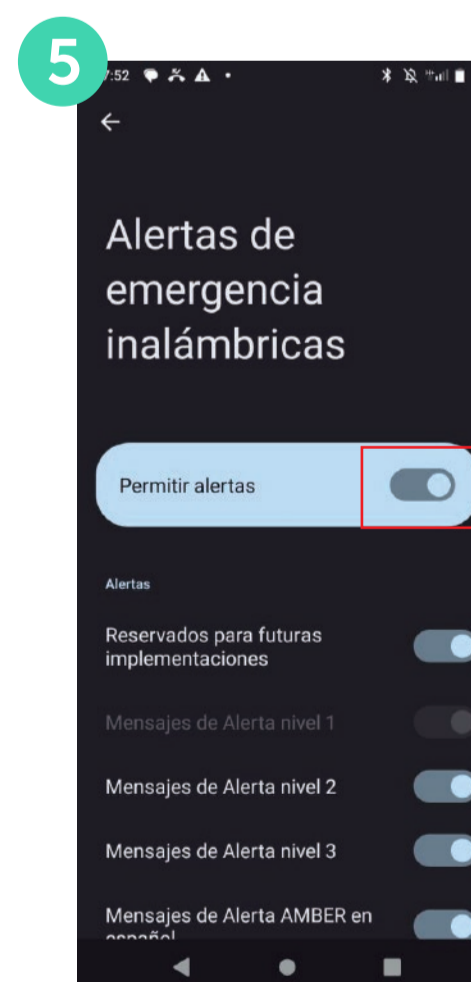 5
7:52
Alertas de
emergencia
inalámbricas
Permitir alertas
Alertas
Reservados para futuras
implementaciones
Mensajes de Alerta nivel 1
Mensajes de Alerta nivel 2
Mensajes de Alerta nivel 3
Mensajes de Alerta AMBER en
español